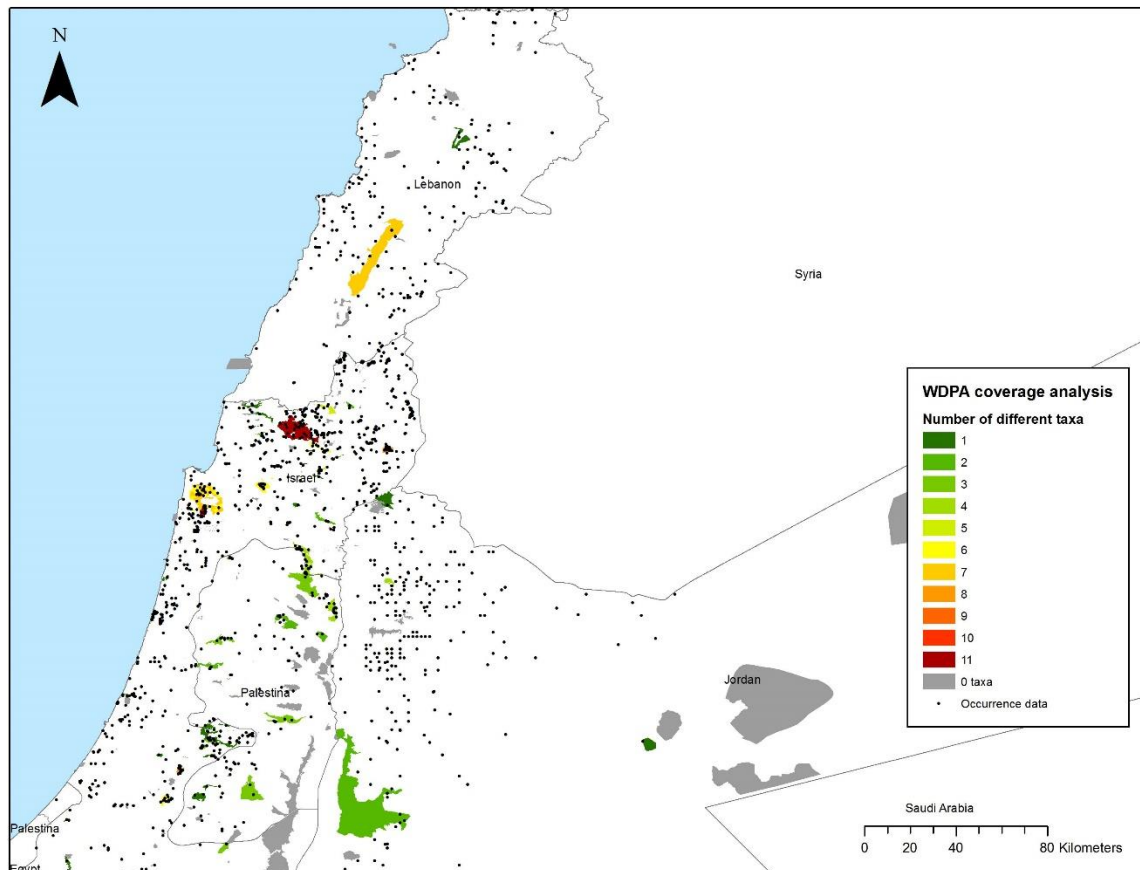 N
Lebanon
Syria
WDPA coverage analysis
Number of different taxa
1
2
3
4
5
6
7
8
9
10
11
0 taxa
Occurrence data
Israel
Jordan
Palestina
Saudi Arabia
Palestina
0 20 40 80 Kilometers
Egypt